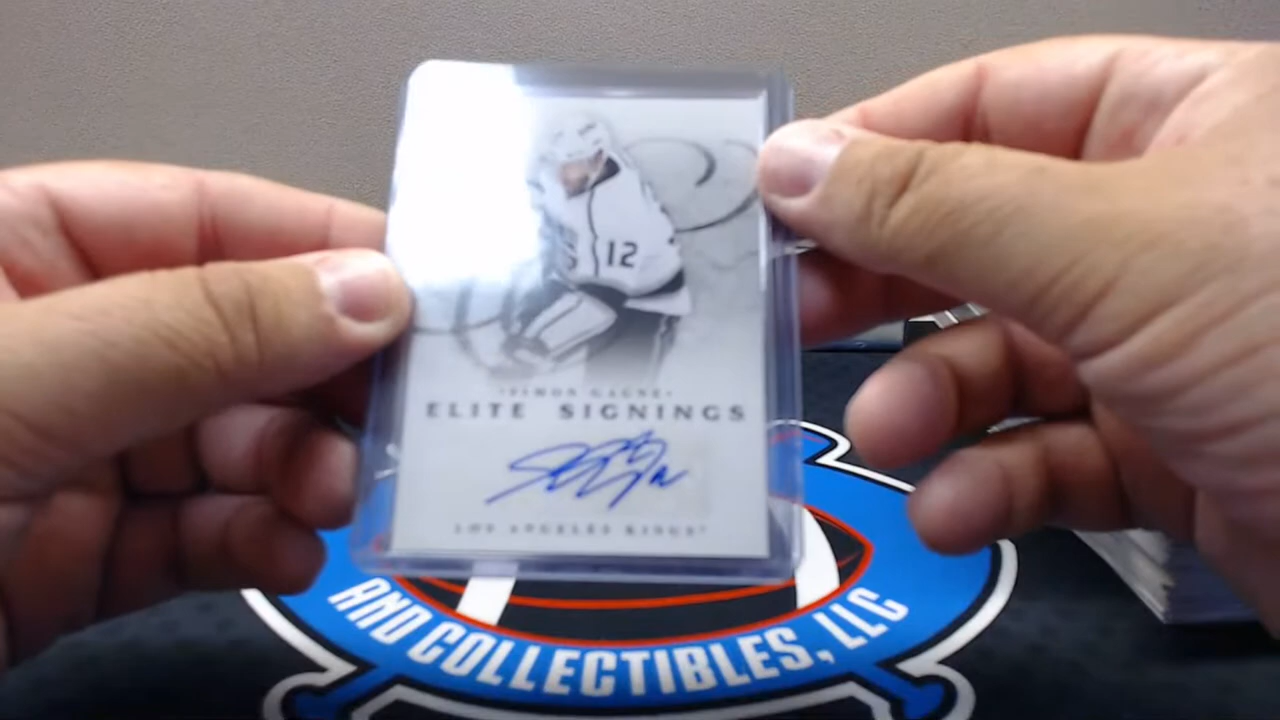 12
·SIMON GAGNE·
ELITE SIGNINGS
LOS ANGELES KINGS®
AND COLLECTIBLES, LLC